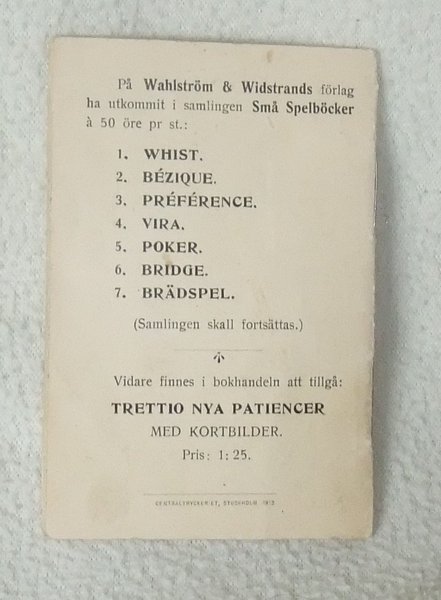 På Wahlström & Widstrands förlag
ha utkommit i samlingen Små Spelböcker
à 50 öre pr st.:
1. WHIST.
2. BÉZIQUE.
3. PRÉFÉRENCE.
4. VIRA.
5. POKER.
6. BRIDGE.
7. BRÄDSPEL.
(Samlingen skall fortsättas.)
Vidare finnes i bokhandeln att tillgå:
TRETTIO NYA PATIENCER
MED KORTBILDER.
Pris: 1: 25.
CENTRALTRYCKERIET, STOCKHOLM 1913